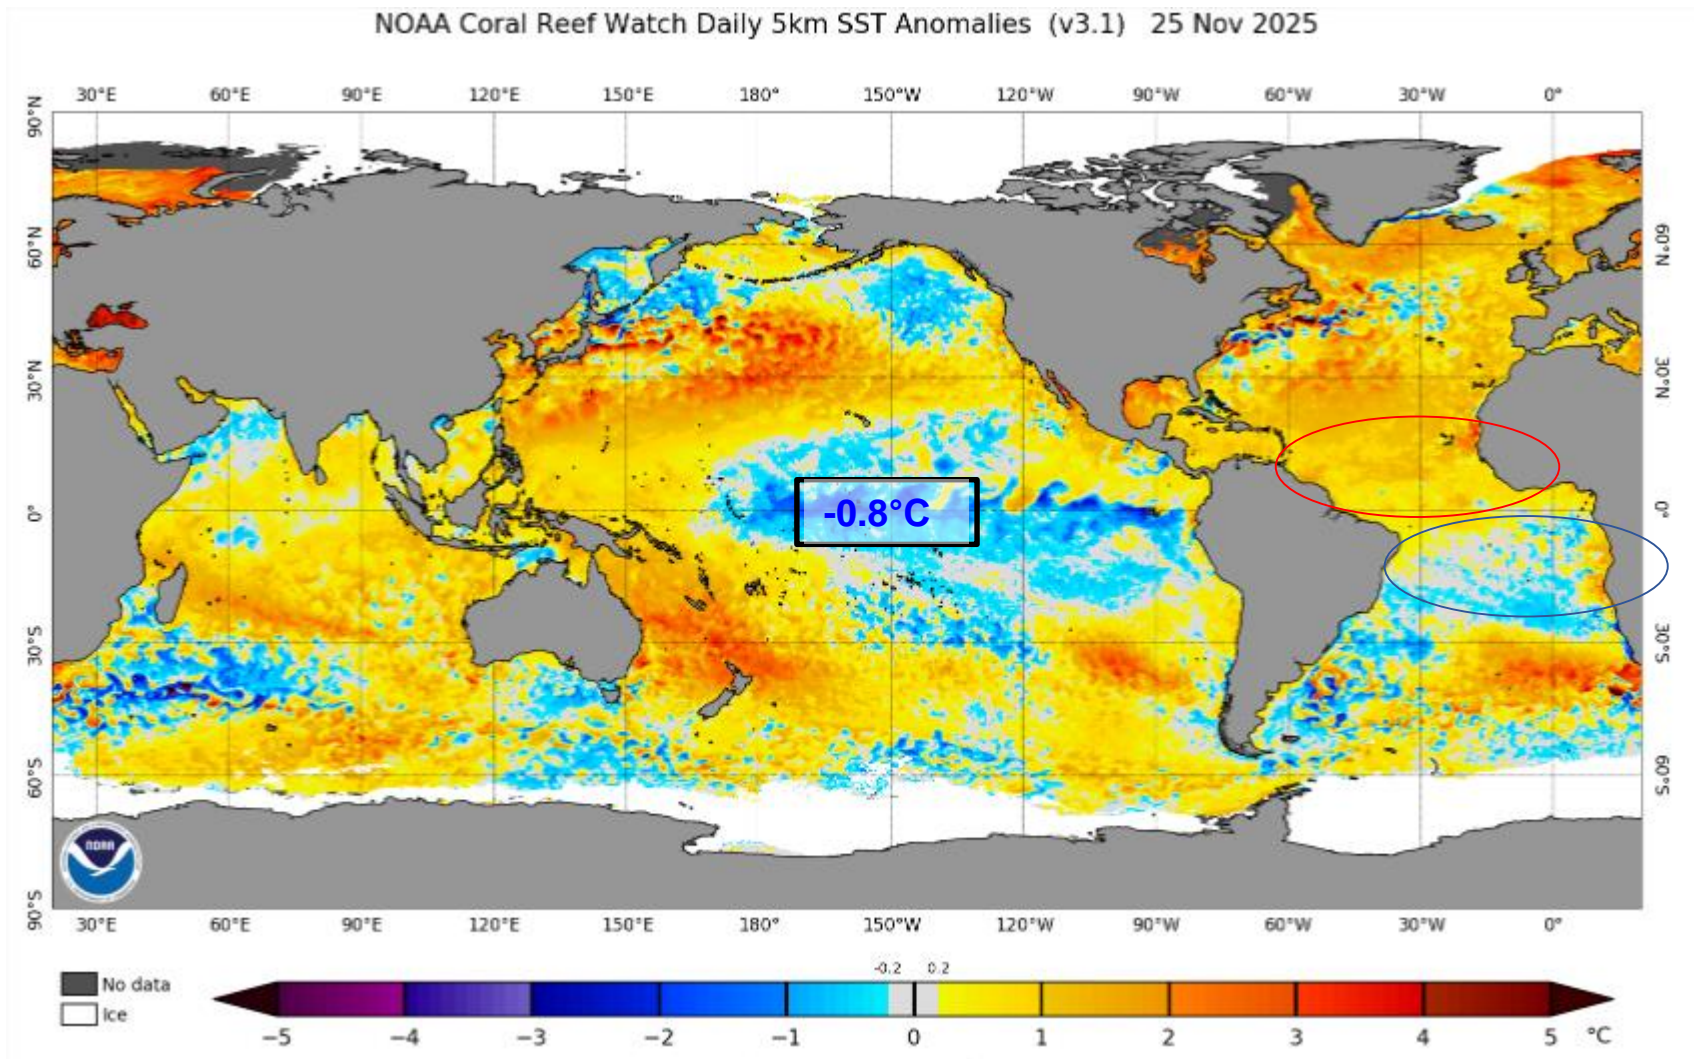 NOAA Coral Reef Watch Daily 5km SST Anomalies (v3.1) 25 Nov 2025
30°E 60°E 90°E 120°E 150°E 180° 150°W 120°W 90°W 60°W 30°W 0°
90°N
60°N 60°N
30°N 30°N
0° 0°
-0.8°C
30°S 30°S
60°S 60°S
90°S
NOAA
30°E 60°E 90°E 120°E 150°E 180° 150°W 120°W 90°W 60°W 30°W 0°
-0.2 0.2
No data
Ice
−5 −4 −3 −2 −1 0 1 2 3 4 5 °C